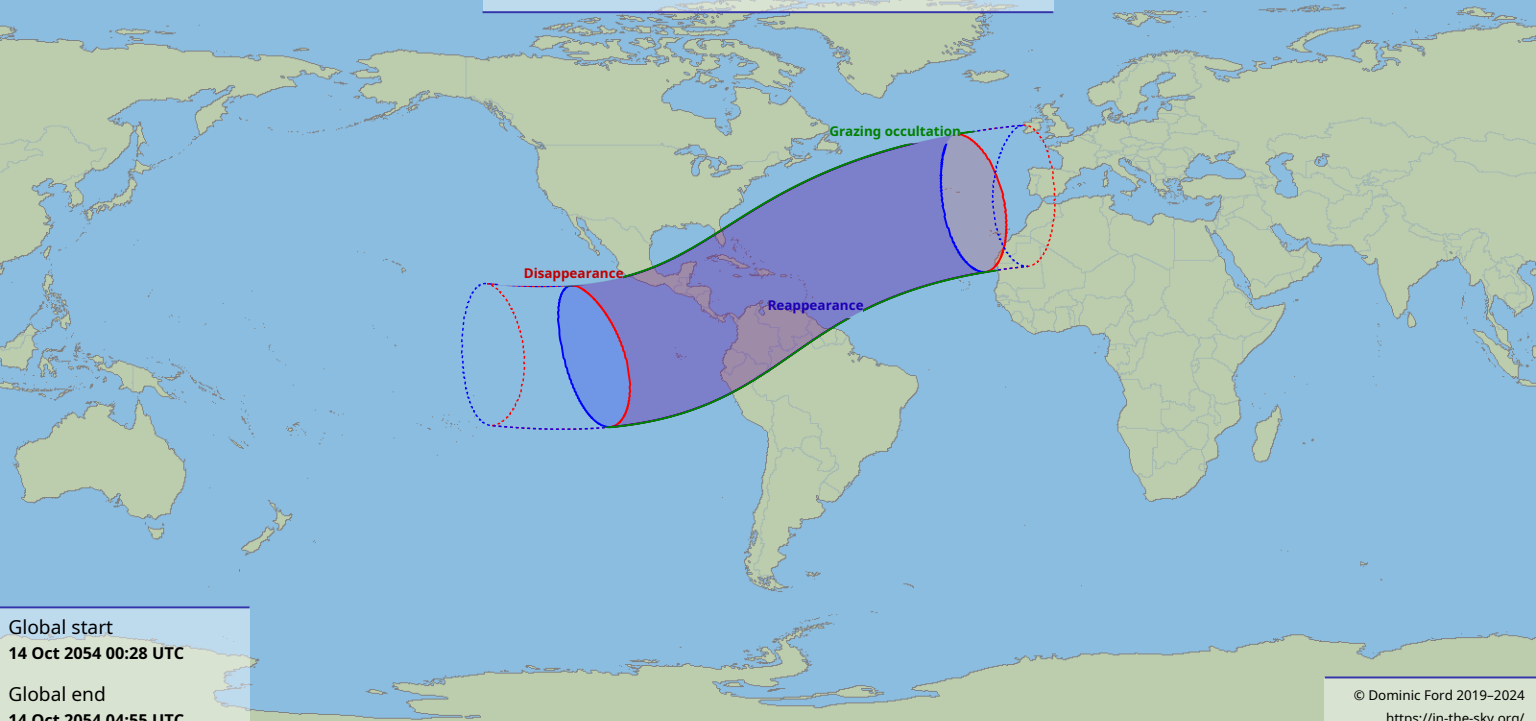 Grazing occultation
Disappearance
Reappearance
Global start
14 Oct 2054 00:28 UTC
Global end
14 Oct 2054 04:55 UTC
© Dominic Ford 2019–2024
https://in-the-sky.org/